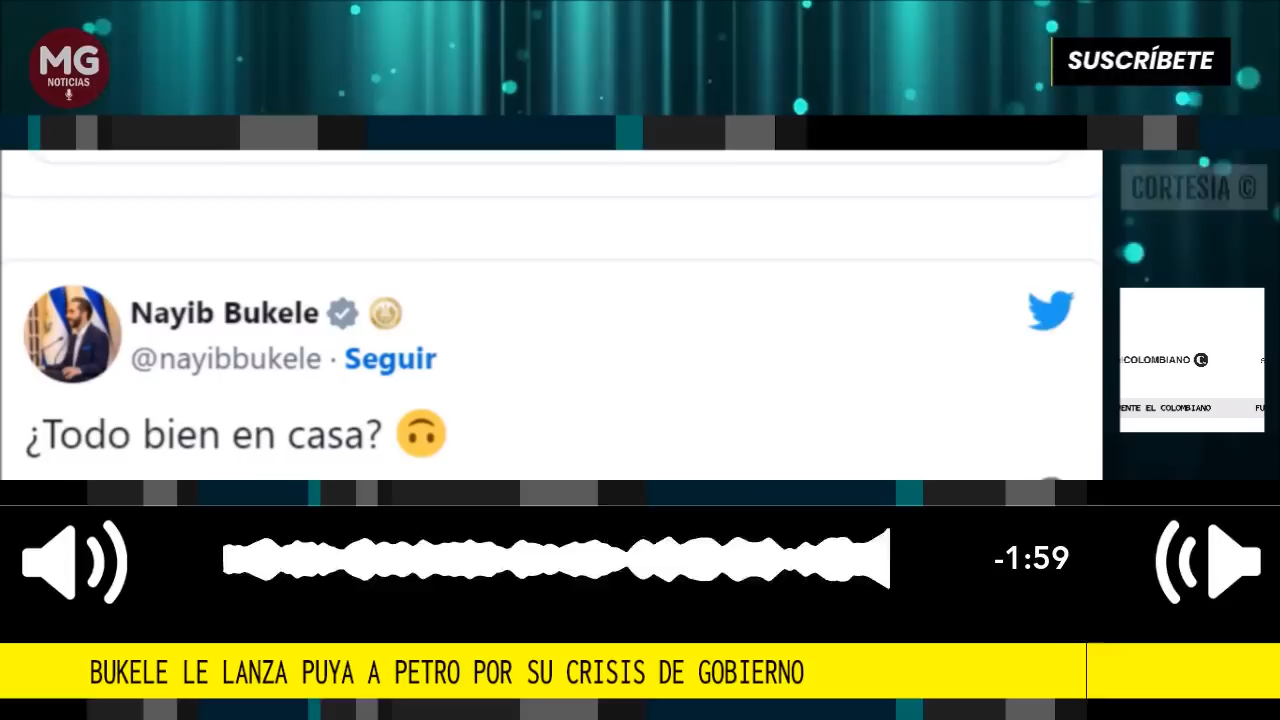 MG
NOTICIAS
SUSCRÍBETE
CORTESIA ©
Nayib Bukele
@nayibbukele · Seguir
¿Todo bien en casa? 🙃
COLOMBIANO C
ENTE EL COLOMBIANO FU
-1:59
BUKELE LE LANZA PUYA A PETRO POR SU CRISIS DE GOBIERNO